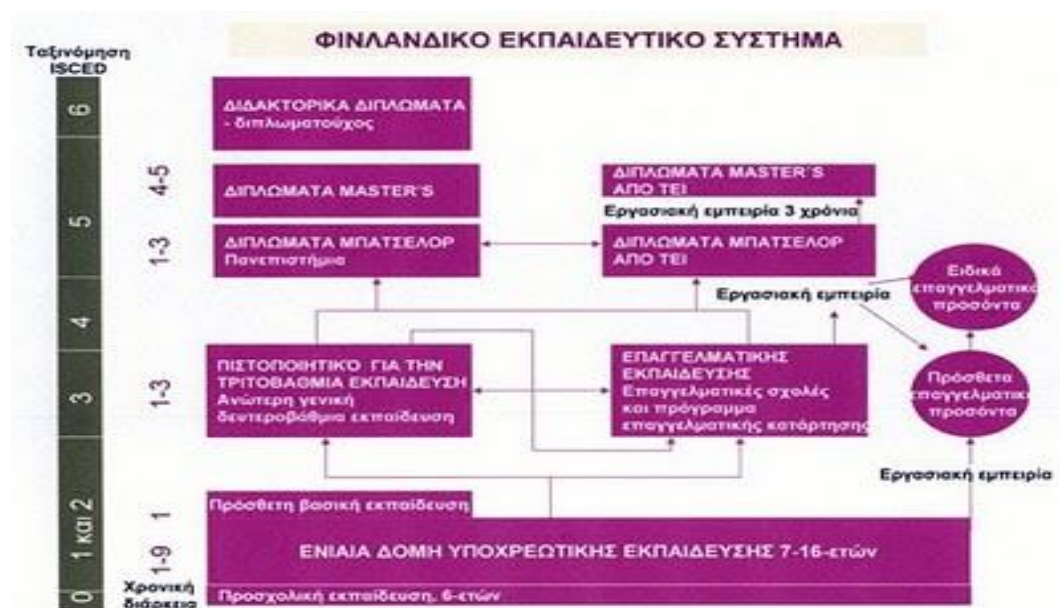 ΦΙΝΛΑΝΔΙΚΟ ΕΚΠΑΙΔΕΥΤΙΚΟ ΣΥΣΤΗΜΑ
Ταξινόμηση
ISCED
6
ΔΙΔΑΚΤΟΡΙΚΑ ΔΙΠΛΩΜΑΤΑ
- διπλωματούχος
5
4-5
ΔΙΠΛΩΜΑΤΑ MASTER´S
ΔΙΠΛΩΜΑΤΑ MASTER´S
ΑΠΟ ΤΕΙ
Εργασιακή εμπειρία 3 χρόνια
1-3
ΔΙΠΛΩΜΑΤΑ ΜΠΑΤΣΕΛΟΡ
Πανεπιστήμια
ΔΙΠΛΩΜΑΤΑ ΜΠΑΤΣΕΛΟΡ
ΑΠΟ ΤΕΙ
4
Εργασιακή εμπειρία
Ειδικά
επαγγελματικά
προσόντα
3
1-3
ΠΙΣΤΟΠΟΙΗΤΙΚΌ ΓΙΑ ΤΗΝ
ΤΡΙΤΟΒΑΘΜΙΑ ΕΚΠΑΙΔΕΥΣΗ
Ανώτερη γενική
δευτεροβάθμια εκπαίδευση
ΕΠΑΓΓΕΛΜΑΤΙΚΗΣ
ΕΚΠΑΙΔΕΥΣΗΣ
Επαγγελματικές σχολές
και πρόγραμμα
επαγγελματικής κατάρτησης
Πρόσθετα
επαγγελματικά
προσόντα
Εργασιακή εμπειρία
1 και 2
1
Πρόσθετη βασική εκπαίδευση
1-9
ΕΝΙΑΙΑ ΔΟΜΗ ΥΠΟΧΡΕΩΤΙΚΗΣ ΕΚΠΑΙΔΕΥΣΗΣ 7-16-ετών
0
Χρονική
διάρκεια
Προσχολική εκπαίδευση, 6-ετών